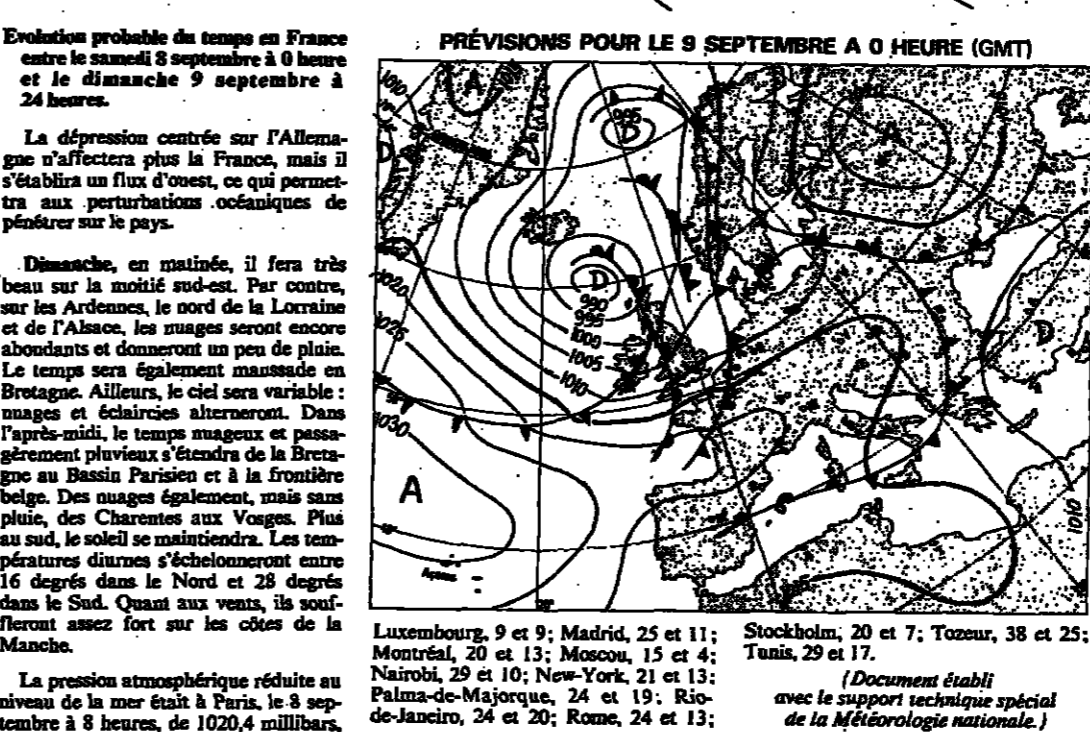 Evolution probable du temps en France
entre le samedi 8 septembre à 0 heure
et le dimanche 9 septembre à
24 heures.
La dépression centrée sur l'Allema-
gne n'affectera plus la France, mais il
s'établira un flux d'ouest, ce qui permet-
tra aux perturbations océaniques de
pénétrer sur le pays.
Dimanche, en matinée, il fera très
beau sur la moitié sud-est. Par contre,
sur les Ardennes, le nord de la Lorraine
et de l'Alsace, les nuages seront encore
abondants et donneront un peu de pluie.
Le temps sera également maussade en
Bretagne. Ailleurs, le ciel sera variable :
nuages et éclaircies alterneront. Dans
l'après-midi, le temps nuageux et passa-
gèrement pluvieux s'étendra de la Breta-
gne au Bassin Parisien et à la frontière
belge. Des nuages également, mais sans
pluie, des Charentes aux Vosges. Plus
au sud, le soleil se maintiendra. Les tem-
pératures diurnes s'échelonneront entre
16 degrés dans le Nord et 28 degrés
dans le Sud. Quant aux vents, ils souf-
fleront assez fort sur les côtes de la
Manche.
La pression atmosphérique réduite au
niveau de la mer était à Paris, le 8 sep-
tembre à 8 heures, de 1020,4 millibars,
PRÉVISIONS POUR LE 9 SEPTEMBRE A 0 HEURE (GMT)
1010
A
985
D
A
D
D
990
995
1000
1005
1010
1020
1025
1030
A
D
Açores
1010
Luxembourg, 9 et 9; Madrid, 25 et 11;
Montréal, 20 et 13; Moscou, 15 et 4;
Nairobi, 29 et 10; New-York, 21 et 13;
Palma-de-Majorque, 24 et 19; Rio-
de-Janeiro, 24 et 20; Rome, 24 et 13;
Stockholm, 20 et 7; Tozeur, 38 et 25;
Tunis, 29 et 17.
(Document établi
avec le support technique spécial
de la Météorologie nationale.)